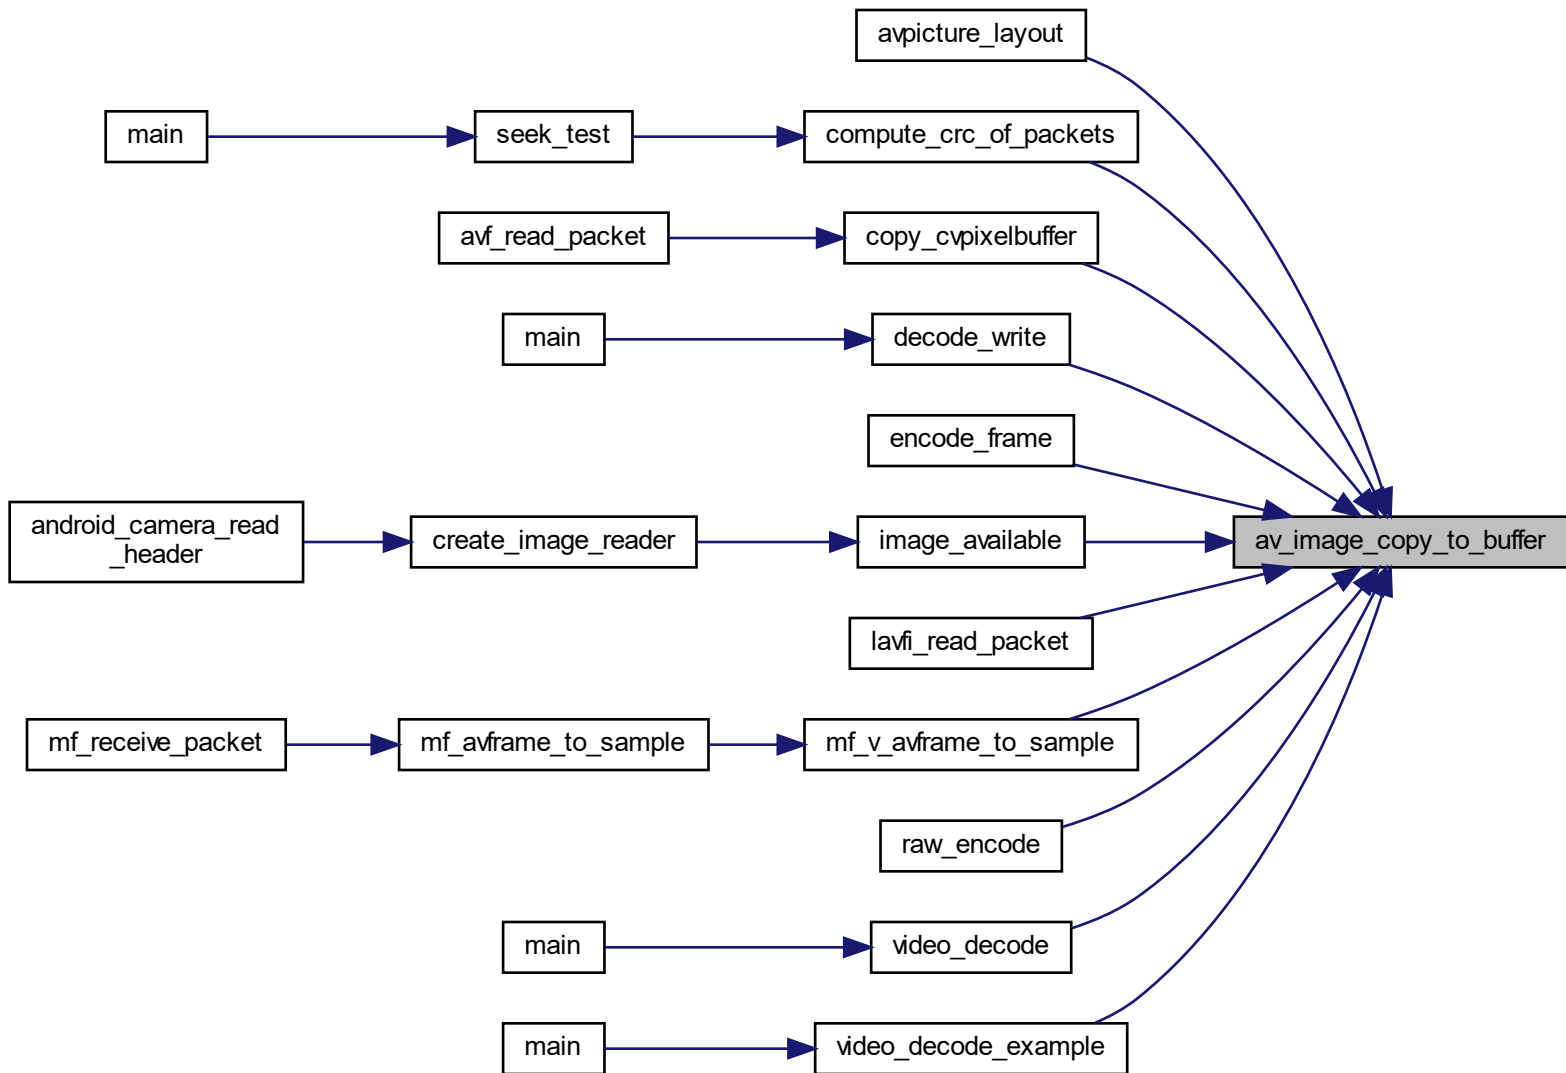 avpicture_layout
main
seek_test
compute_crc_of_packets
avf_read_packet
copy_cvpixelbuffer
main
decode_write
encode_frame
android_camera_read
_header
create_image_reader
image_available
av_image_copy_to_buffer
lavfi_read_packet
mf_receive_packet
mf_avframe_to_sample
mf_v_avframe_to_sample
raw_encode
main
video_decode
main
video_decode_example